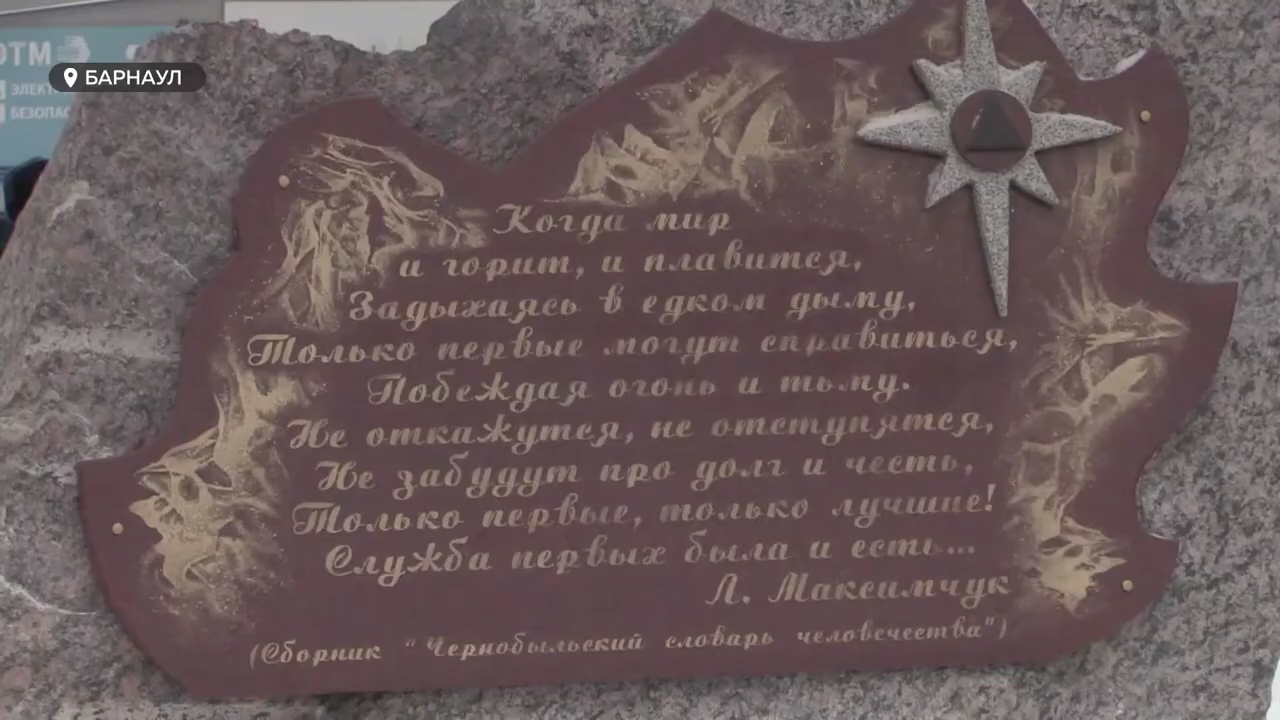 ОТМ
БАРНАУЛ
Когда мир
и горит, и плавится,
Задыхаясь в едком дыму,
Только первые могут справиться,
Побеждая огонь и тьму.
Не откажутся, не отступятся,
Не забудут про долг и честь,
Только первые, только лучшие!
Служба первых была и есть...
Л. Максимчук
(Сборник "Чернобыльский словарь человечества")